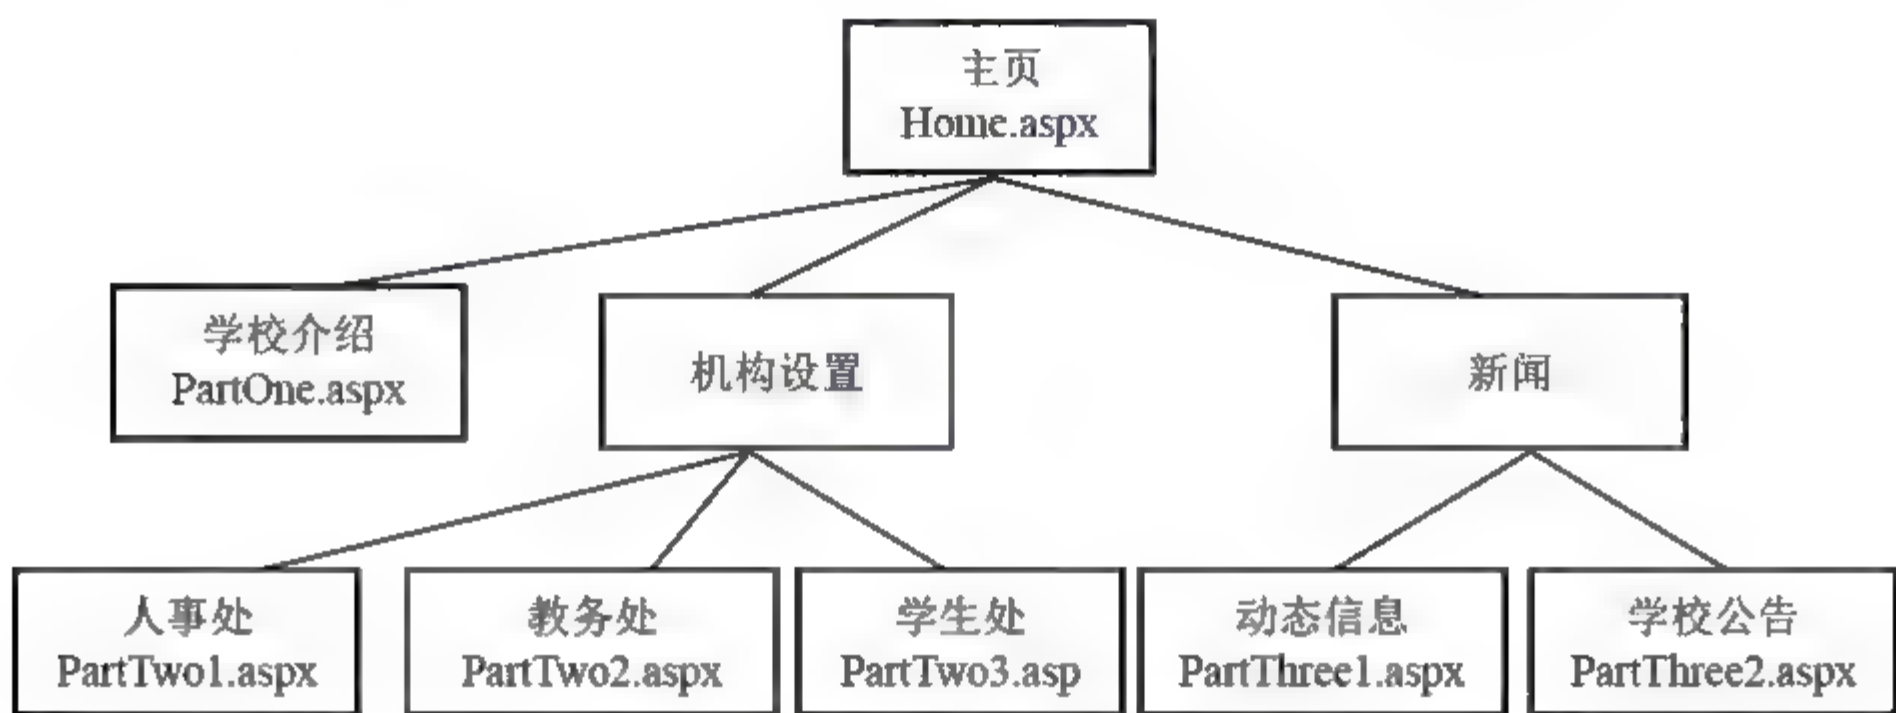 主页
Home.aspx
学校介绍
PartOne.aspx
机构设置
新闻
人事处
PartTwo1.aspx
教务处
PartTwo2.aspx
学生处
PartTwo3.asp
动态信息
PartThree1.aspx
学校公告
PartThree2.aspx